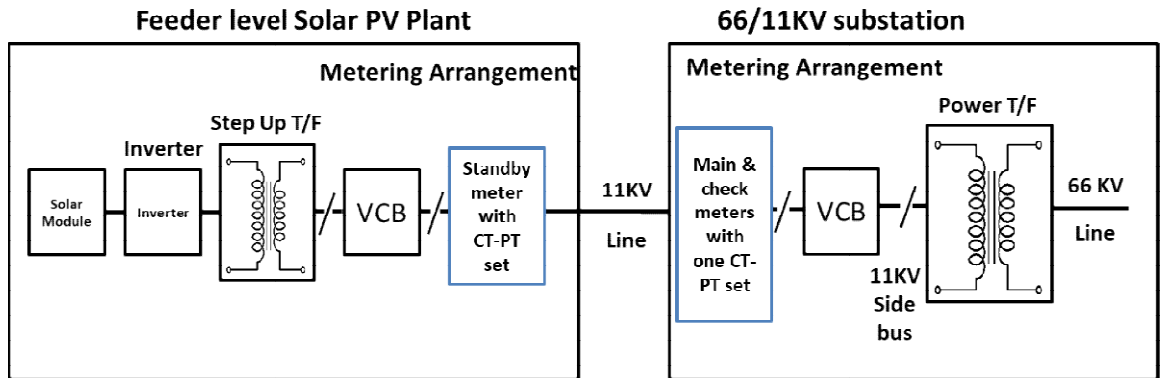 Feeder level Solar PV Plant
66/11KV substation
Metering Arrangement
Metering Arrangement
Step Up T/F
Power T/F
Inverter
Solar
Module
Inverter
VCB
Standby
meter
with
CT-PT
set
11KV
Line
Main &
check
meters
with
one CT-
PT set
VCB
11KV
Side
bus
66 KV
Line